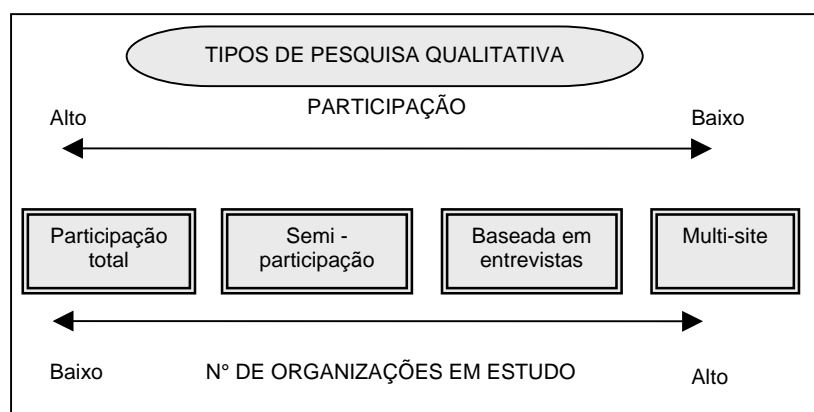 TIPOS DE PESQUISA QUALITATIVA
PARTICIPAÇÃO
Alto
Baixo
Participação
total
Semi -
participação
Baseada em
entrevistas
Multi-site
Baixo
N° DE ORGANIZAÇÕES EM ESTUDO
Alto